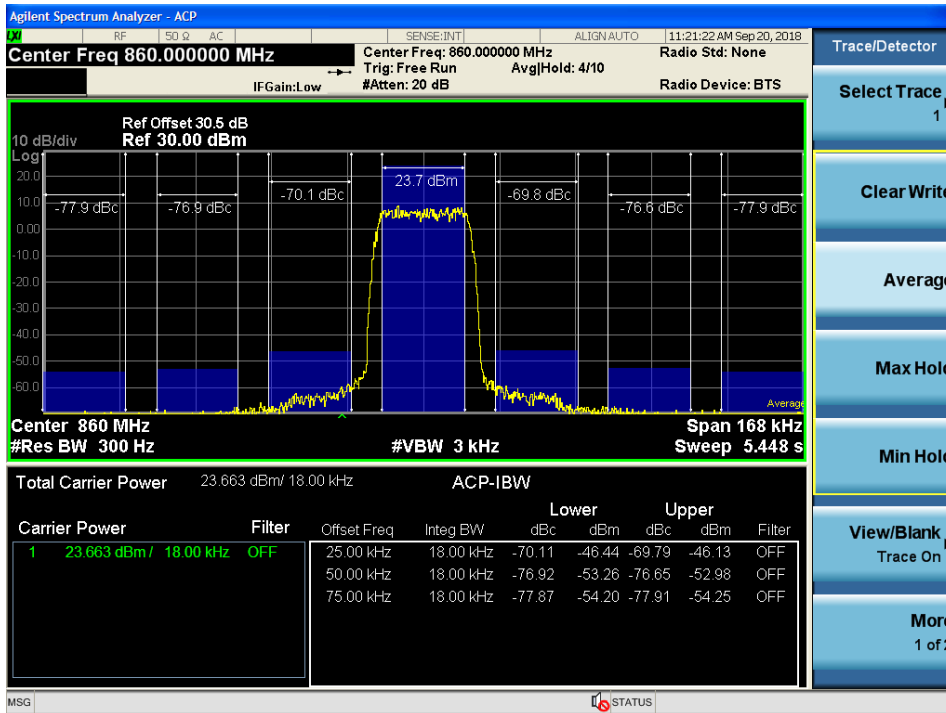 Agilent Spectrum Analyzer - ACP
LXI RF 50 Ω AC SENSE:INT ALIGN AUTO 11:21:22 AM Sep 20, 2018
Center Freq 860.000000 MHz
Center Freq: 860.000000 MHz Radio Std: None
Trig: Free Run Avg|Hold: 4/10
IFGain:Low #Atten: 20 dB Radio Device: BTS
Trace/Detector
Select Trace
1
Clear Write
Average
Max Hold
Min Hold
View/Blank
Trace On
More
1 of 2
Ref Offset 30.5 dB
10 dB/div Ref 30.00 dBm
Log
20.0
10.0
0.00
-10.0
-20.0
-30.0
-40.0
-50.0
-60.0
-77.9 dBc -76.9 dBc -70.1 dBc 23.7 dBm -69.8 dBc -76.6 dBc -77.9 dBc
Average
Center 860 MHz Span 168 kHz
#Res BW 300 Hz #VBW 3 kHz Sweep 5.448 s
Total Carrier Power 23.663 dBm/ 18.00 kHz ACP-IBW
Lower Upper
Carrier Power Filter Offset Freq Integ BW dBc dBm dBc dBm Filter
1 23.663 dBm / 18.00 kHz OFF 25.00 kHz 18.00 kHz -70.11 -46.44 -69.79 -46.13 OFF
50.00 kHz 18.00 kHz -76.92 -53.26 -76.65 -52.98 OFF
75.00 kHz 18.00 kHz -77.87 -54.20 -77.91 -54.25 OFF
MSG STATUS